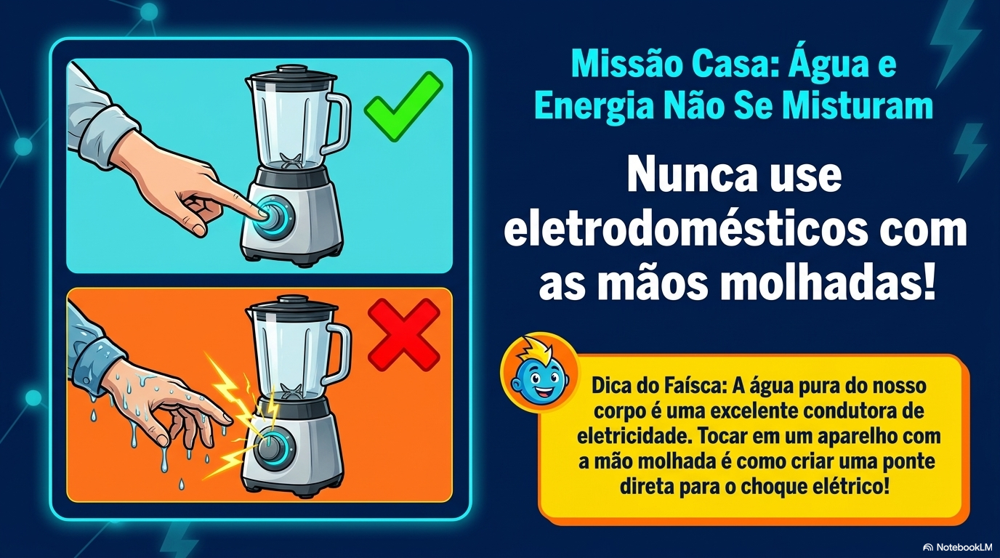 Missão Casa: Água e
Energia Não Se Misturam
Nunca use
eletrodomésticos com
as mãos molhadas!
Dica do Faísca: A água pura do nosso
corpo é uma excelente condutora de
eletricidade. Tocar em um aparelho com
a mão molhada é como criar uma ponte
direta para o choque elétrico!
NotebookLM